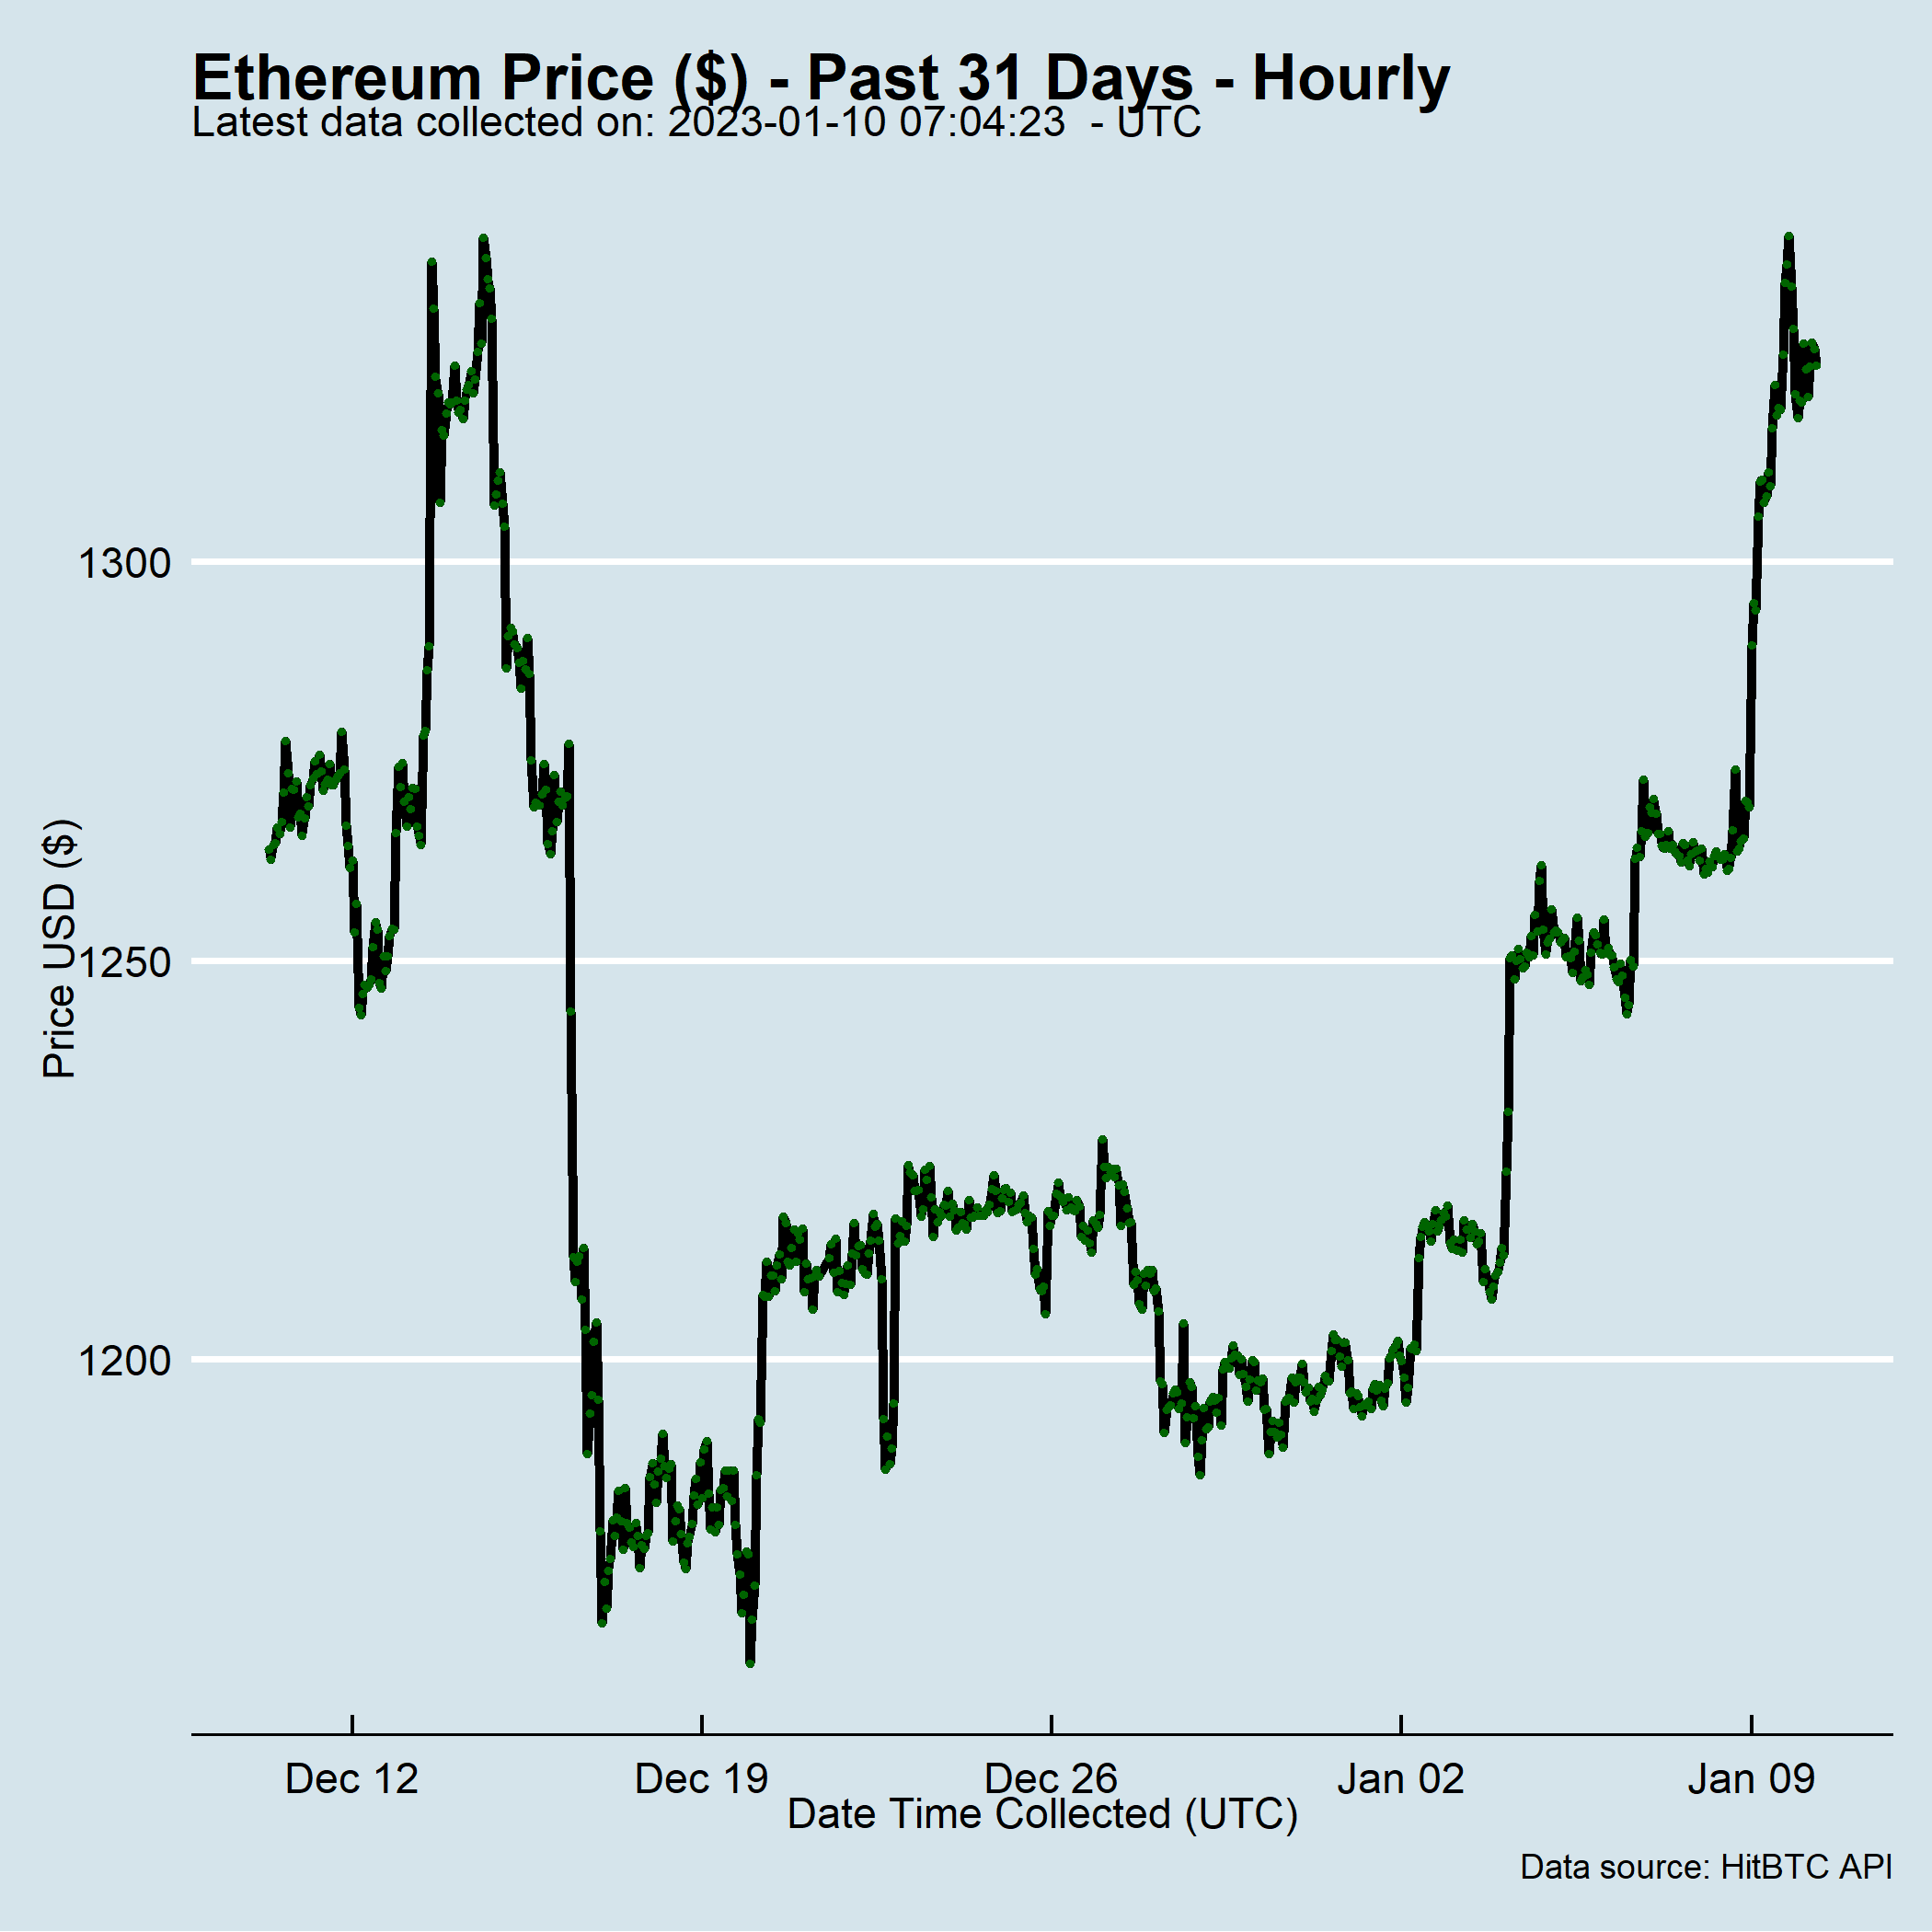 Ethereum Price ($) - Past 31 Days - Hourly
Latest data collected on: 2023-01-10 07:04:23  - UTC
1300
1250
1200
Price USD ($)
Dec 12
Dec 19
Dec 26
Jan 02
Jan 09
Date Time Collected (UTC)
Data source: HitBTC API